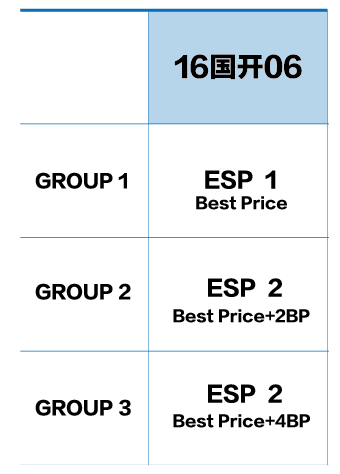 16国开06
GROUP 1
ESP 1
Best Price
GROUP 2
ESP 2
Best Price+2BP
GROUP 3
ESP 2
Best Price+4BP